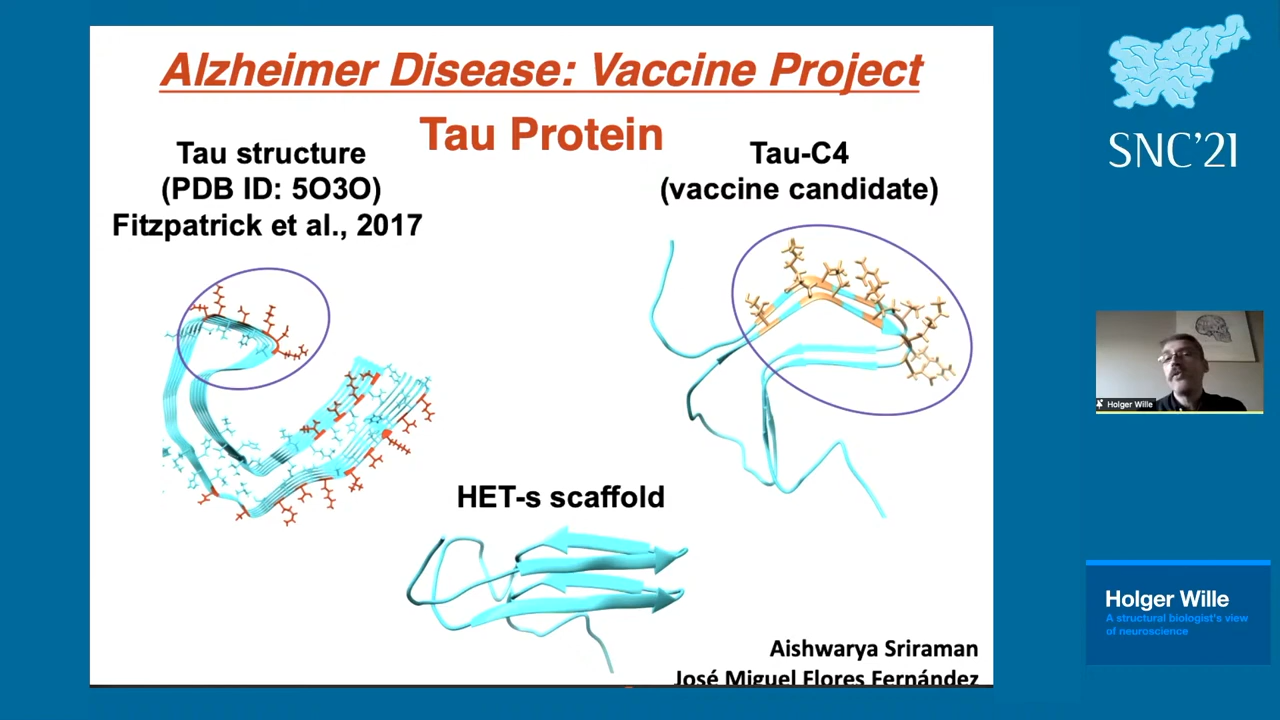 Alzheimer Disease: Vaccine Project
Tau Protein
Tau structure
(PDB ID: 5O3O)
Fitzpatrick et al., 2017
Tau-C4
(vaccine candidate)
HET-s scaffold
Aishwarya Sriraman
José Miguel Flores Fernández
SNC'21
Holger Wille
Holger Wille
A structural biologist's view
of neuroscience